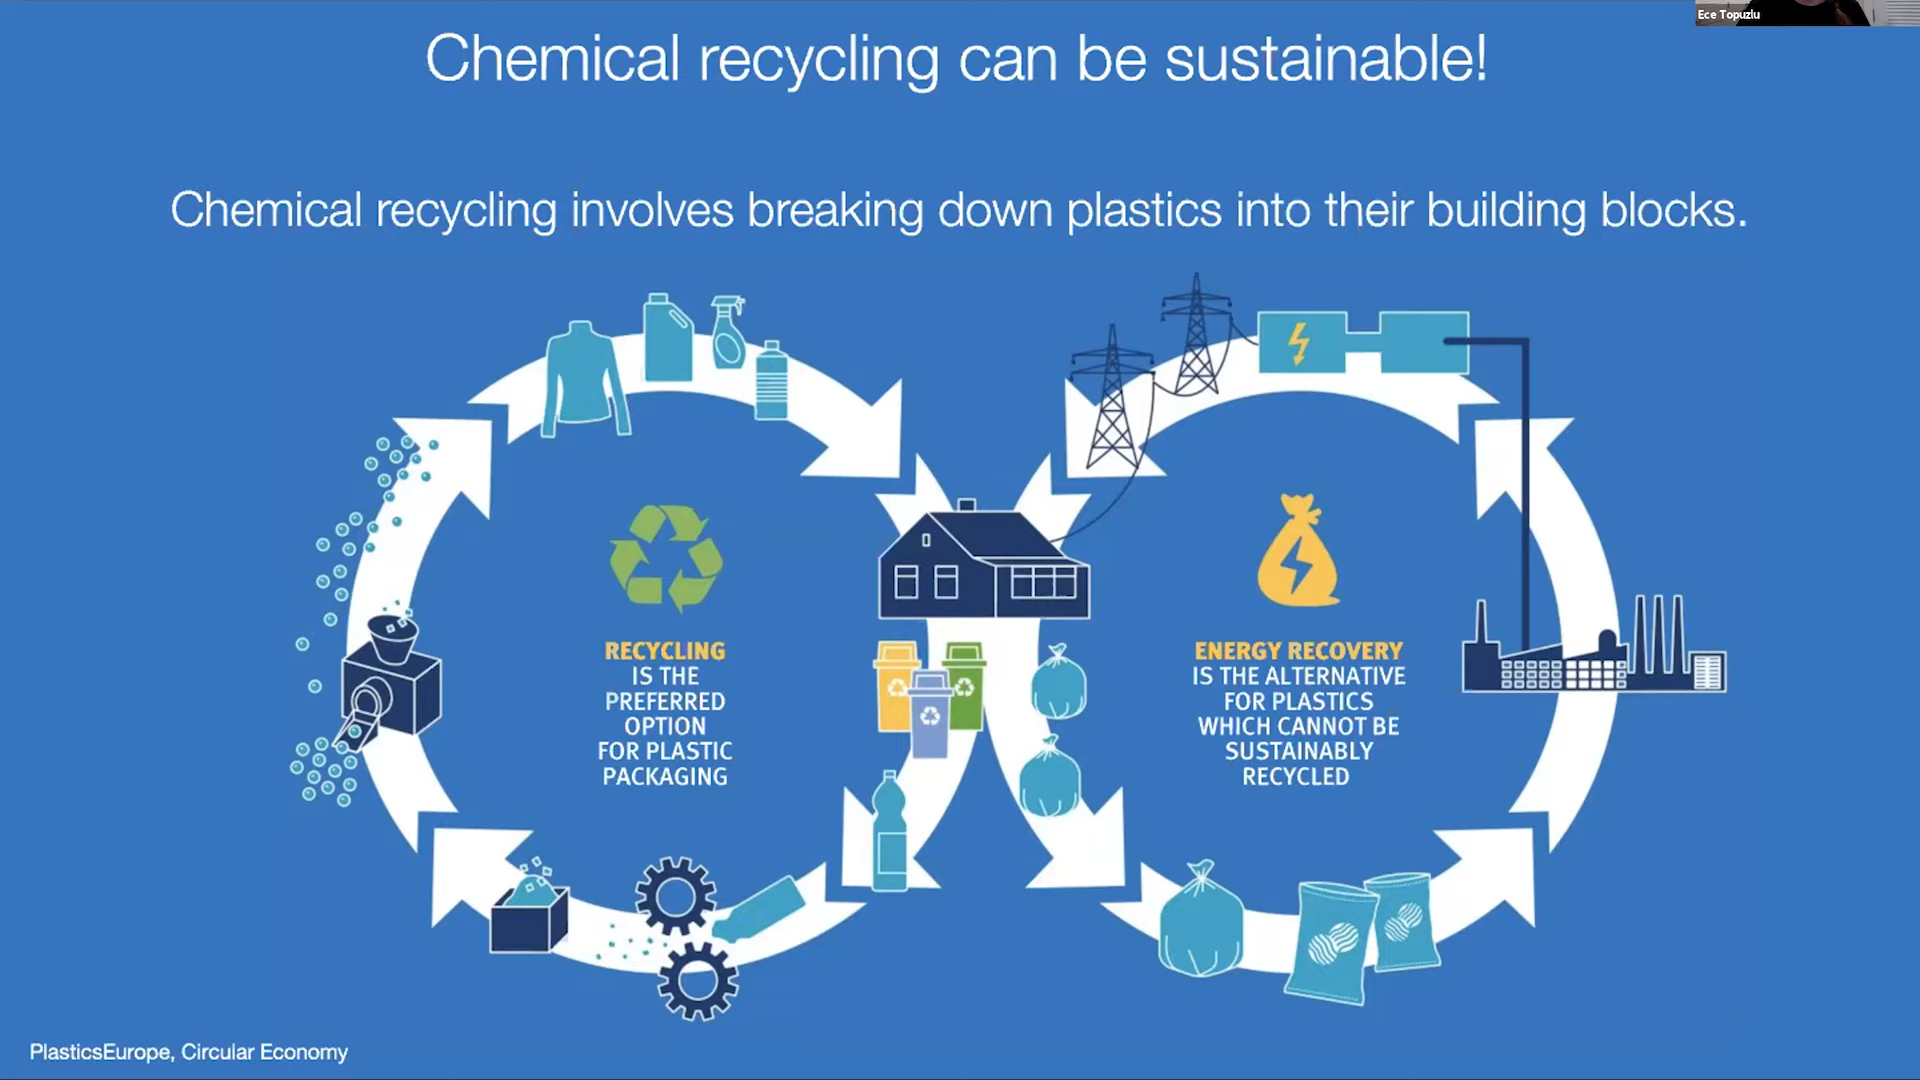 Ece Topuzlu
Chemical recycling can be sustainable!
Chemical recycling involves breaking down plastics into their building blocks.
RECYCLING
IS THE
PREFERRED
OPTION
FOR PLASTIC
PACKAGING
ENERGY RECOVERY
IS THE ALTERNATIVE
FOR PLASTICS
WHICH CANNOT BE
SUSTAINABLY
RECYCLED
PlasticsEurope, Circular Economy